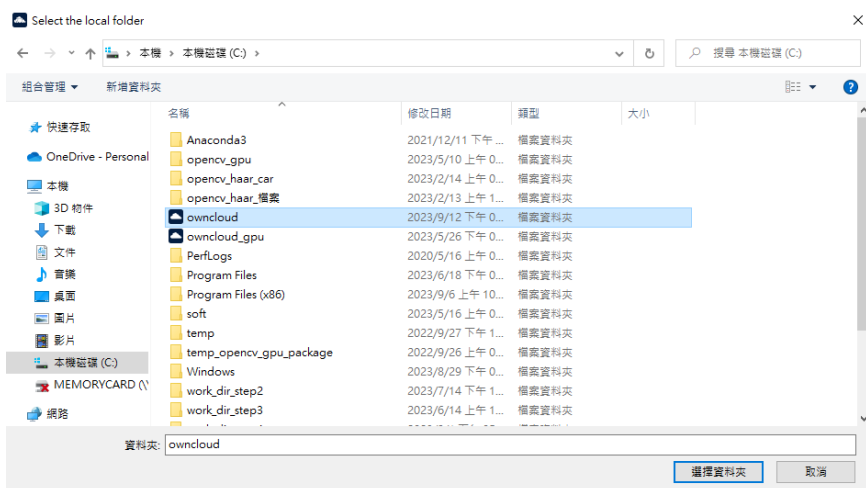 Select the local folder
本機 › 本機磁碟 (C:) ›
搜尋 本機磁碟 (C:)
組合管理 新增資料夾
名稱 修改日期 類型 大小
快速存取
OneDrive - Personal
本機
3D 物件
下載
文件
音樂
桌面
圖片
影片
本機磁碟 (C:)
MEMORYCARD (\\
網路
Anaconda3 2021/12/11 下午 ... 檔案資料夾
opencv_gpu 2023/5/10 上午 0... 檔案資料夾
opencv_haar_car 2023/2/14 上午 0... 檔案資料夾
opencv_haar_檔案 2023/2/13 上午 1... 檔案資料夾
owncloud 2023/9/12 下午 0... 檔案資料夾
owncloud_gpu 2023/5/26 下午 0... 檔案資料夾
PerfLogs 2020/5/16 上午 0... 檔案資料夾
Program Files 2023/6/18 下午 0... 檔案資料夾
Program Files (x86) 2023/9/6 上午 10... 檔案資料夾
soft 2023/5/16 上午 0... 檔案資料夾
temp 2022/9/27 下午 1... 檔案資料夾
temp_opencv_gpu_package 2022/9/26 上午 0... 檔案資料夾
Windows 2023/8/29 下午 0... 檔案資料夾
work_dir_step2 2023/7/14 下午 1... 檔案資料夾
work_dir_step3 2023/6/14 上午 1... 檔案資料夾
資料夾: owncloud
選擇資料夾 取消